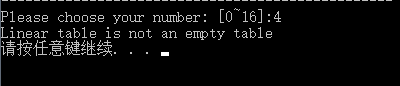 Please choose your number: [0~16]:4
Linear table is not an empty table
请按任意键继续. . .